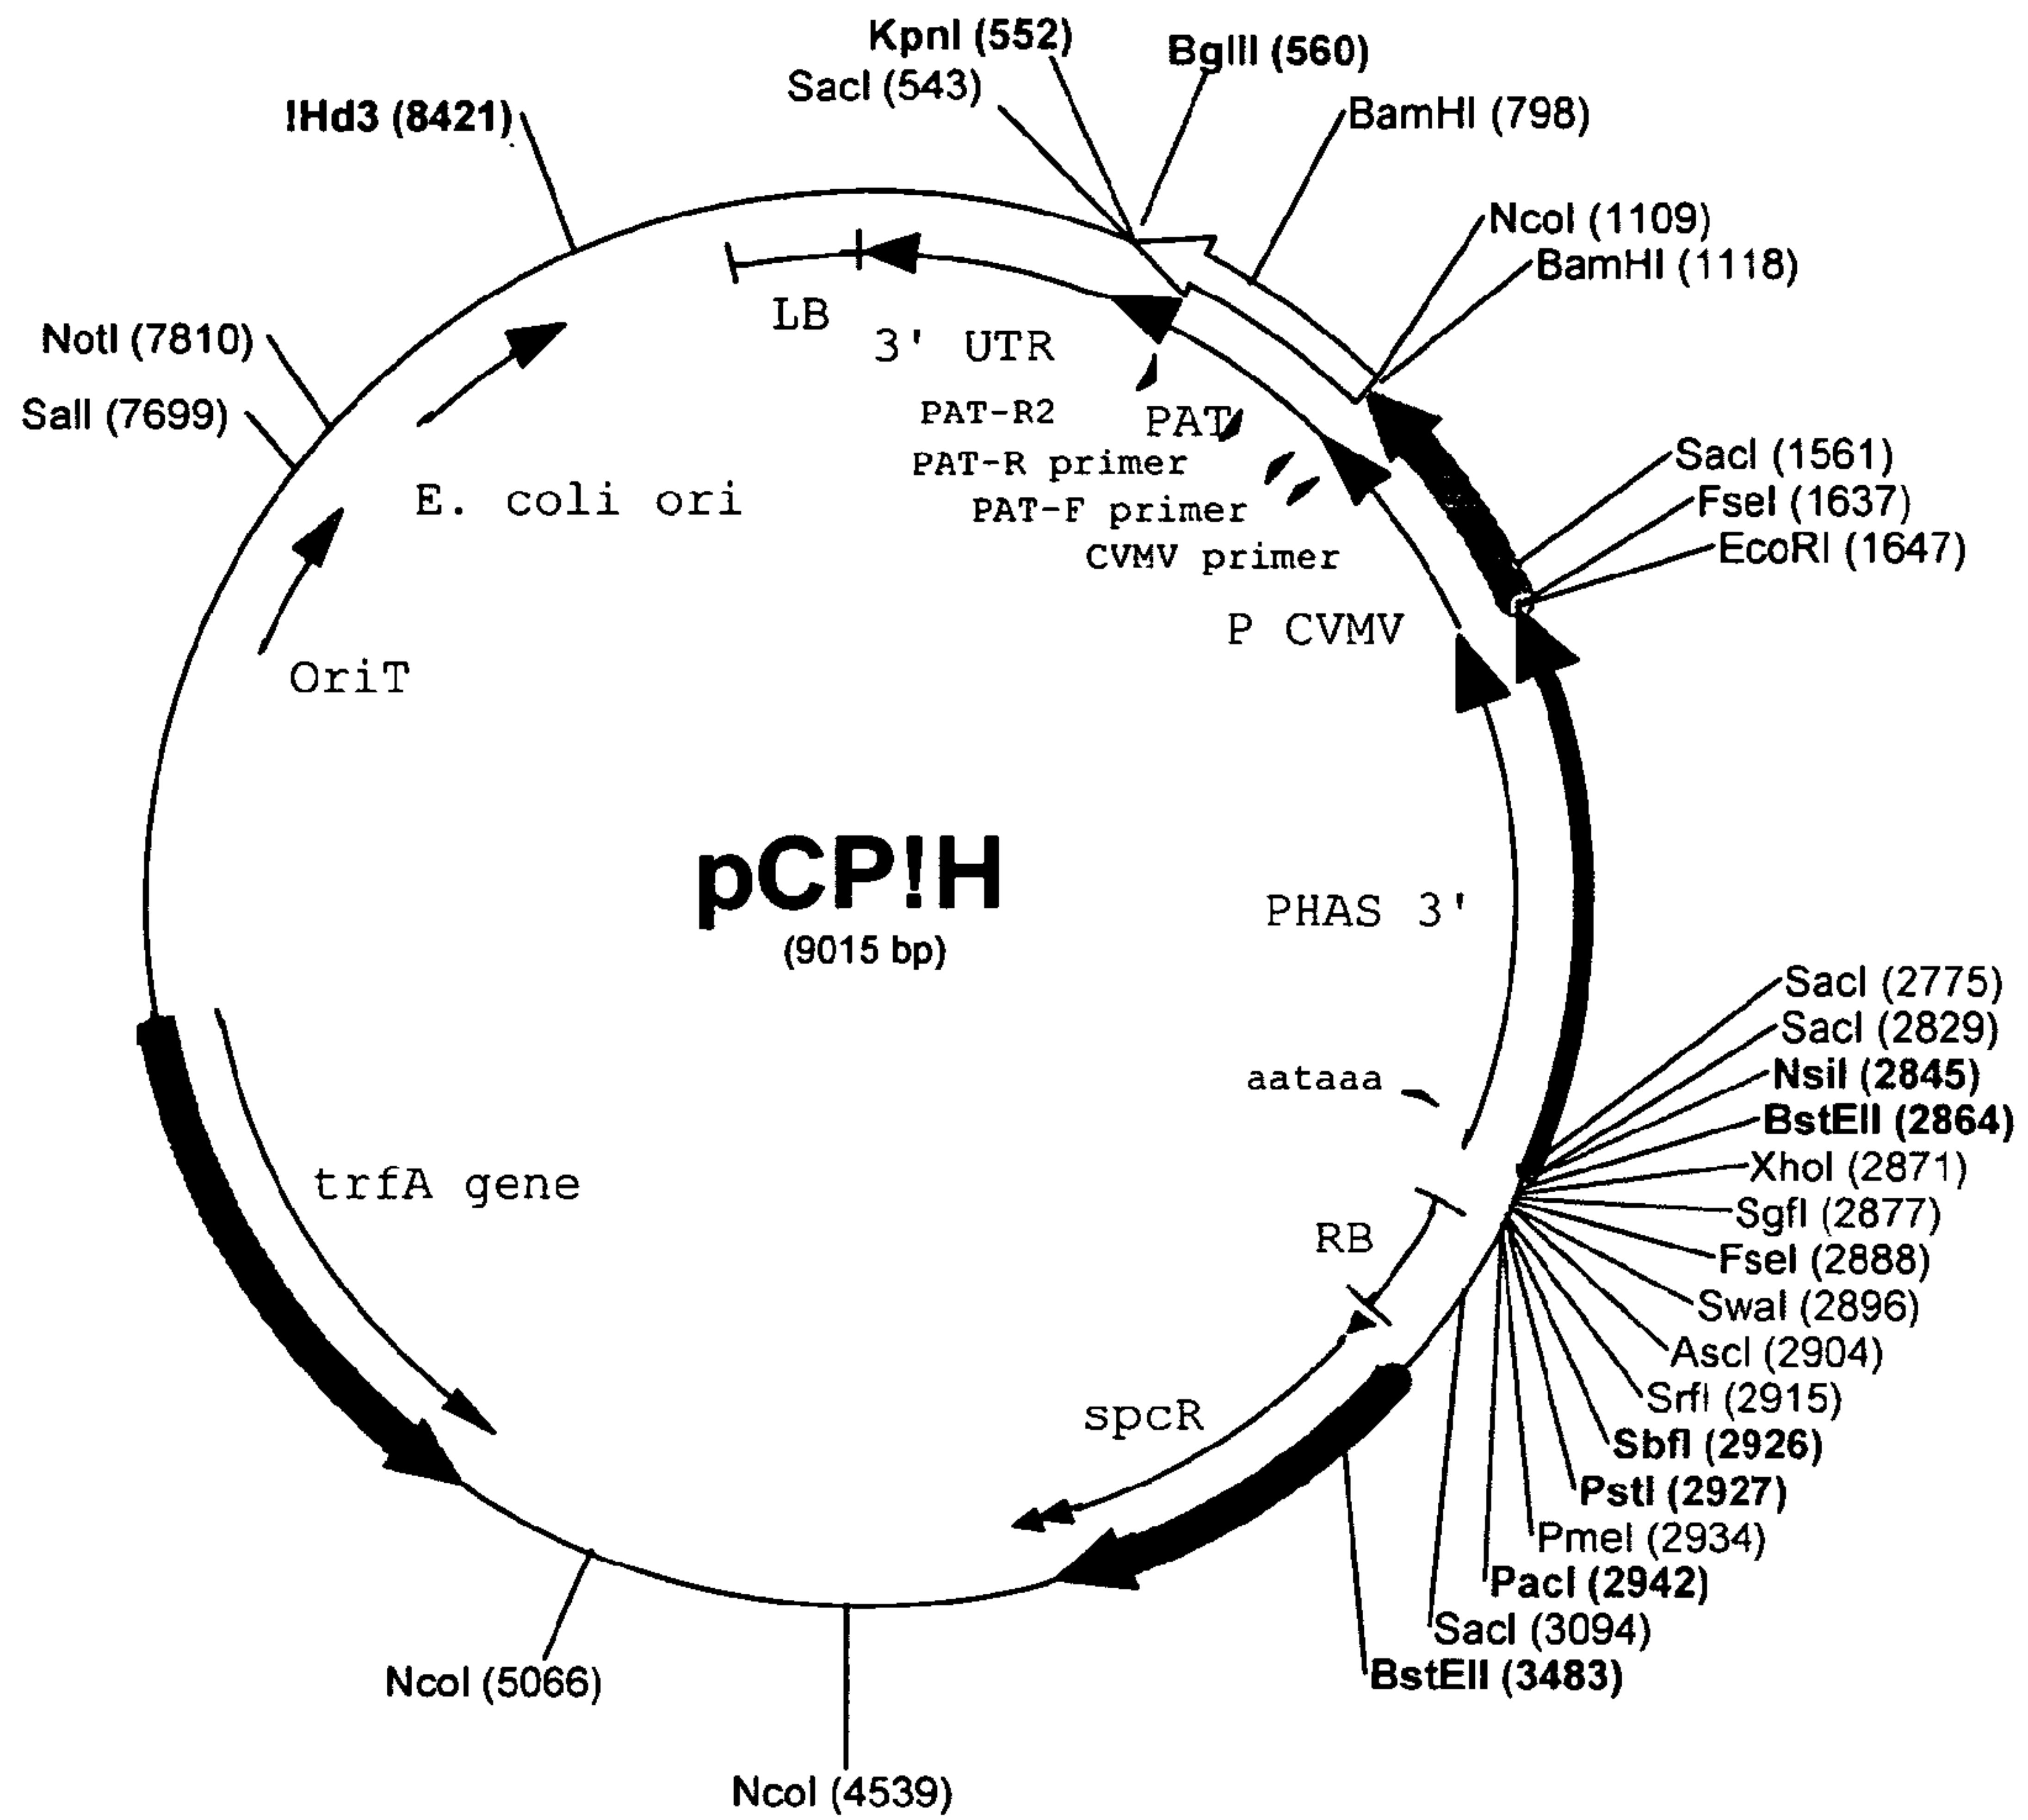 KpnI (552)
SacI (543)
BglII (560)
BamHI (798)
!Hd3 (8421)
NcoI (1109)
BamHI (1118)
NotI (7810)
SalI (7699)
LB
3' UTR
PAT-R2
PAT
PAT-R primer
PAT-F primer
CVMV primer
E. coli ori
SacI (1561)
FseI (1637)
EcoRI (1647)
P CVMV
OriT
pCP!H
(9015 bp)
PHAS 3'
SacI (2775)
SacI (2829)
NsiI (2845)
BstEII (2864)
XhoI (2871)
SgfI (2877)
FseI (2888)
SwaI (2896)
AscI (2904)
SrfI (2915)
SbfI (2926)
PstI (2927)
PmeI (2934)
PacI (2942)
SacI (3094)
BstEII (3483)
aataaa
trfA gene
RB
spcR
NcoI (5066)
NcoI (4539)